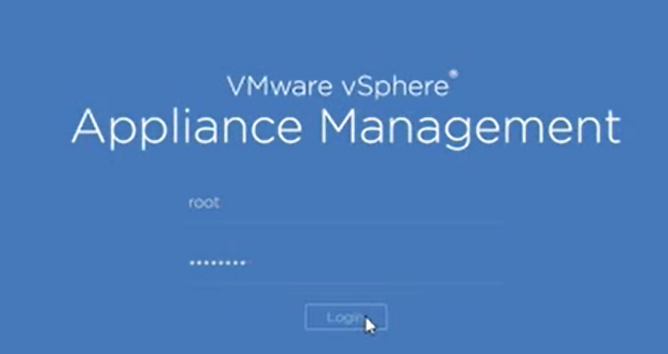 VMware vSphere®
Appliance Management
root
••••••••
Login